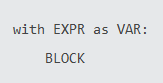 with EXPR as VAR:
    BLOCK